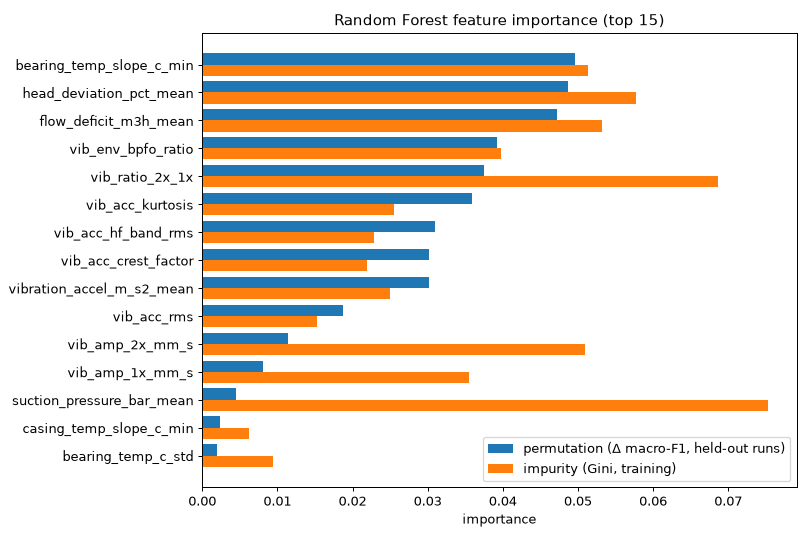 Random Forest feature importance (top 15)
bearing_temp_slope_c_min
head_deviation_pct_mean
flow_deficit_m3h_mean
vib_env_bpfo_ratio
vib_ratio_2x_1x
vib_acc_kurtosis
vib_acc_hf_band_rms
vib_acc_crest_factor
vibration_accel_m_s2_mean
vib_acc_rms
vib_amp_2x_mm_s
vib_amp_1x_mm_s
suction_pressure_bar_mean
casing_temp_slope_c_min
bearing_temp_c_std
permutation (Δ macro-F1, held-out runs)
impurity (Gini, training)
0.00 0.01 0.02 0.03 0.04 0.05 0.06 0.07
importance